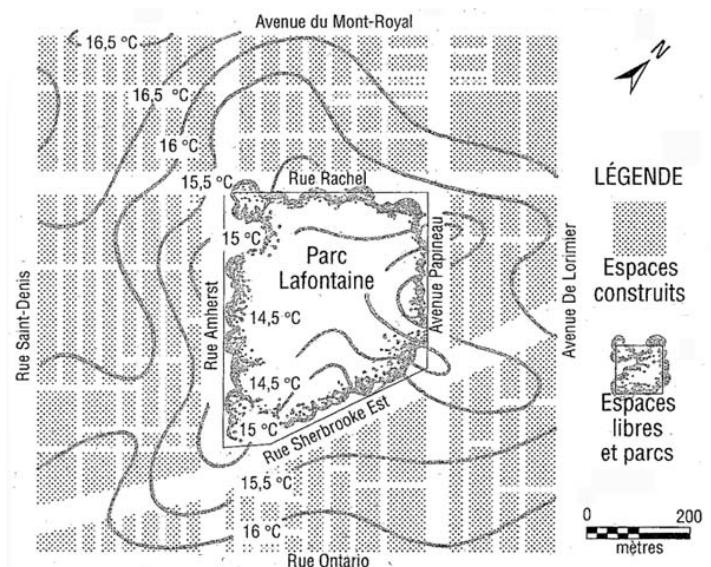 Avenue du Mont-Royal
16,5 °C
16,5 °C
16 °C
15,5 °C
Rue Rachel
15 °C
Parc
Lafontaine
14,5 °C
14,5 °C
15 °C
15,5 °C
16 °C
Rue Saint-Denis
Rue Amherst
Avenue Papineau
Avenue De Lorimier
Rue Sherbrooke Est
Rue Ontario
N
LÉGENDE
Espaces
construits
Espaces
libres
et parcs
0 200
mètres